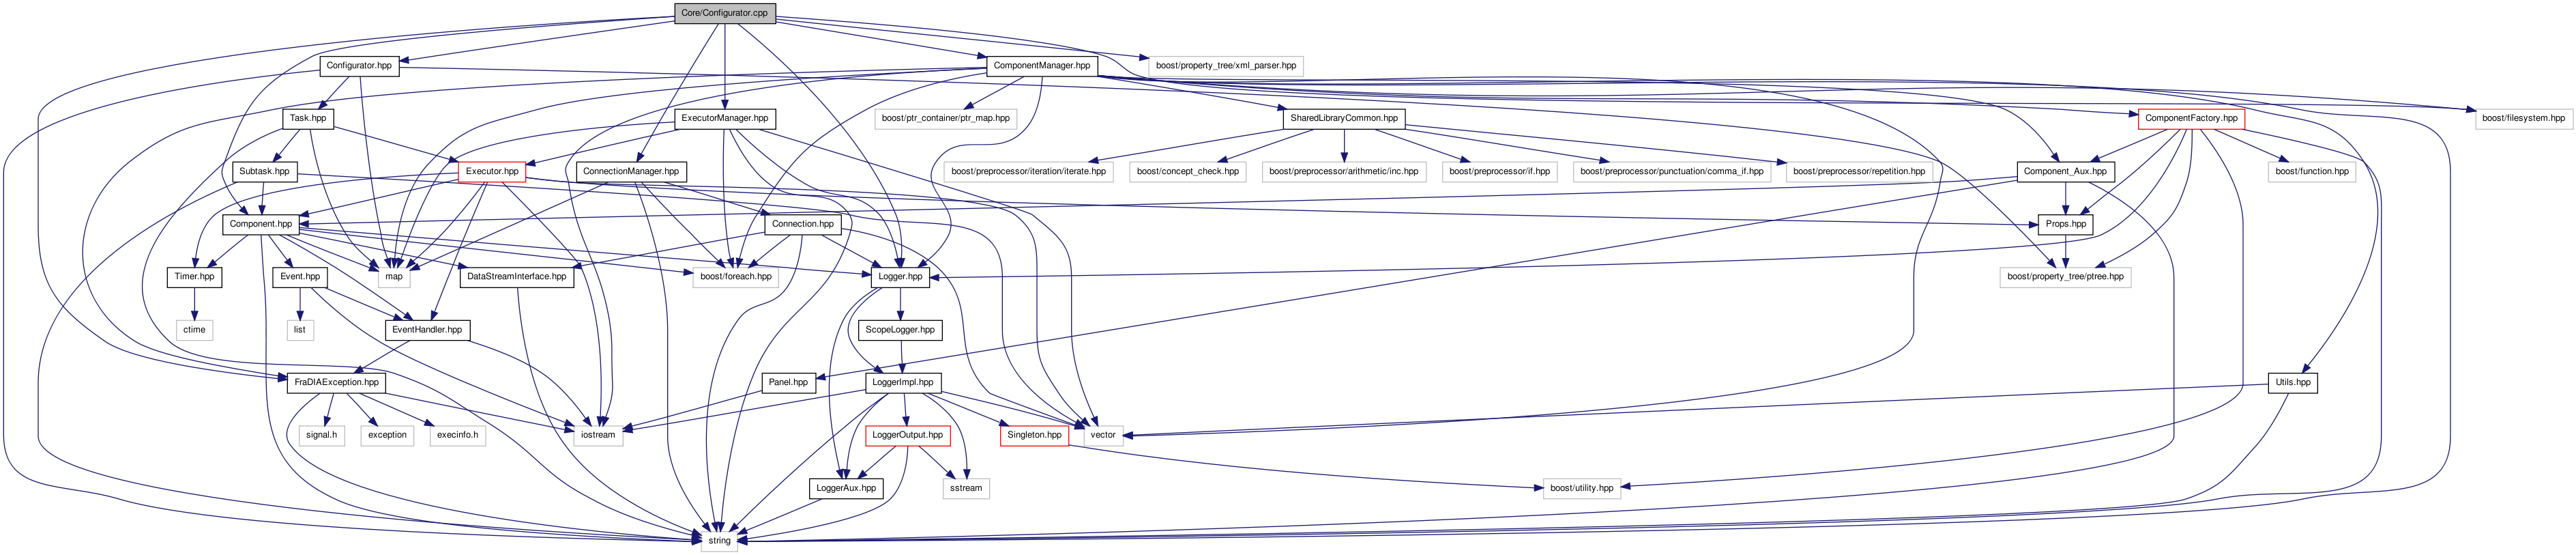 Core/Configurator.cpp
Configurator.hpp
ComponentManager.hpp
boost/property_tree/xml_parser.hpp
Task.hpp
ExecutorManager.hpp
boost/ptr_container/ptr_map.hpp
SharedLibraryCommon.hpp
ComponentFactory.hpp
boost/filesystem.hpp
Subtask.hpp
Executor.hpp
ConnectionManager.hpp
boost/preprocessor/iteration/iterate.hpp
boost/concept_check.hpp
boost/preprocessor/arithmetic/inc.hpp
boost/preprocessor/if.hpp
boost/preprocessor/punctuation/comma_if.hpp
boost/preprocessor/repetition.hpp
Component_Aux.hpp
boost/function.hpp
Component.hpp
Connection.hpp
Props.hpp
Timer.hpp
Event.hpp
map
DataStreamInterface.hpp
boost/foreach.hpp
Logger.hpp
boost/property_tree/ptree.hpp
ctime
list
EventHandler.hpp
ScopeLogger.hpp
FraDIAException.hpp
Panel.hpp
LoggerImpl.hpp
Utils.hpp
signal.h
exception
execinfo.h
iostream
LoggerOutput.hpp
Singleton.hpp
vector
LoggerAux.hpp
sstream
boost/utility.hpp
string